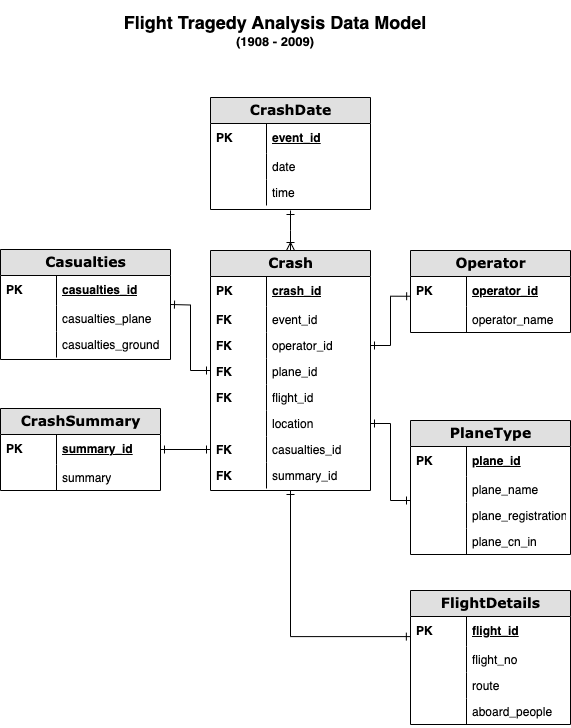 Flight Tragedy Analysis Data Model
(1908 - 2009)
CrashDate
PK event_id
date
time
Casualties
PK casualties_id
casualties_plane
casualties_ground
Crash
PK crash_id
FK event_id
FK operator_id
FK plane_id
FK flight_id
location
FK casualties_id
FK summary_id
Operator
PK operator_id
operator_name
CrashSummary
PK summary_id
summary
PlaneType
PK plane_id
plane_name
plane_registration
plane_cn_in
FlightDetails
PK flight_id
flight_no
route
aboard_people